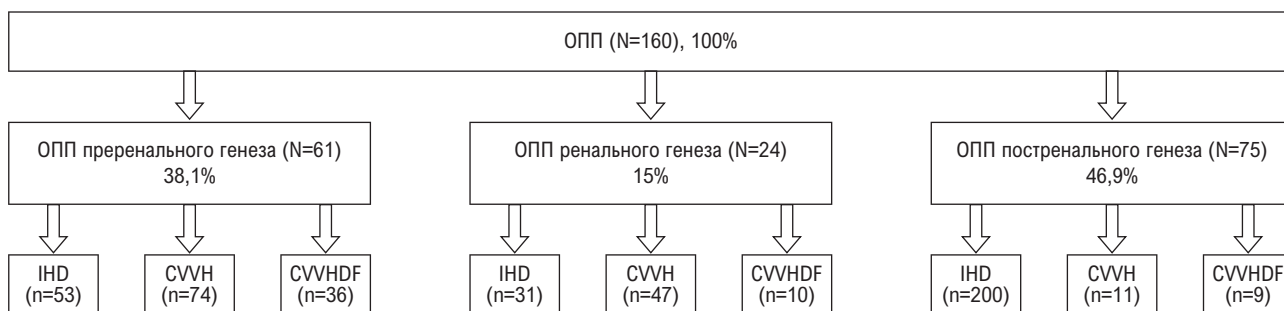 ОПП (N=160), 100%
ОПП преренального генеза (N=61)
38,1%
ОПП ренального генеза (N=24)
15%
ОПП постренального генеза (N=75)
46,9%
IHD
(n=53)
CVVH
(n=74)
CVVHDF
(n=36)
IHD
(n=31)
CVVH
(n=47)
CVVHDF
(n=10)
IHD
(n=200)
CVVH
(n=11)
CVVHDF
(n=9)